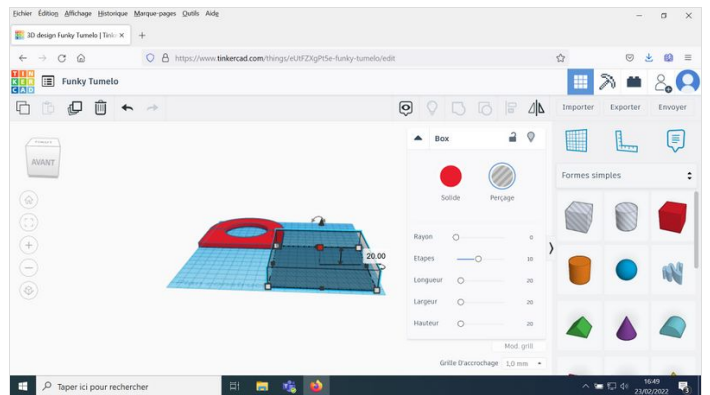 Fichier Édition Affichage Historique Marque-pages Outils Aide
3D design Funky Tumelo | Tink
https://www.tinkercad.com/things/eUtFZXgPtSe-funky-tumelo/edit
TIN
KER
CAD
Funky Tumelo
Importer Exporter Envoyer
Box
AVANT
Solide Perçage
Formes simples
Rayon 0
Etapes 10
20.00
Longueur 20
Largeur 20
Hauteur 20
Mod. grill
Grille D'accrochage 1,0 mm
Taper ici pour rechercher
16:49
23/02/2022